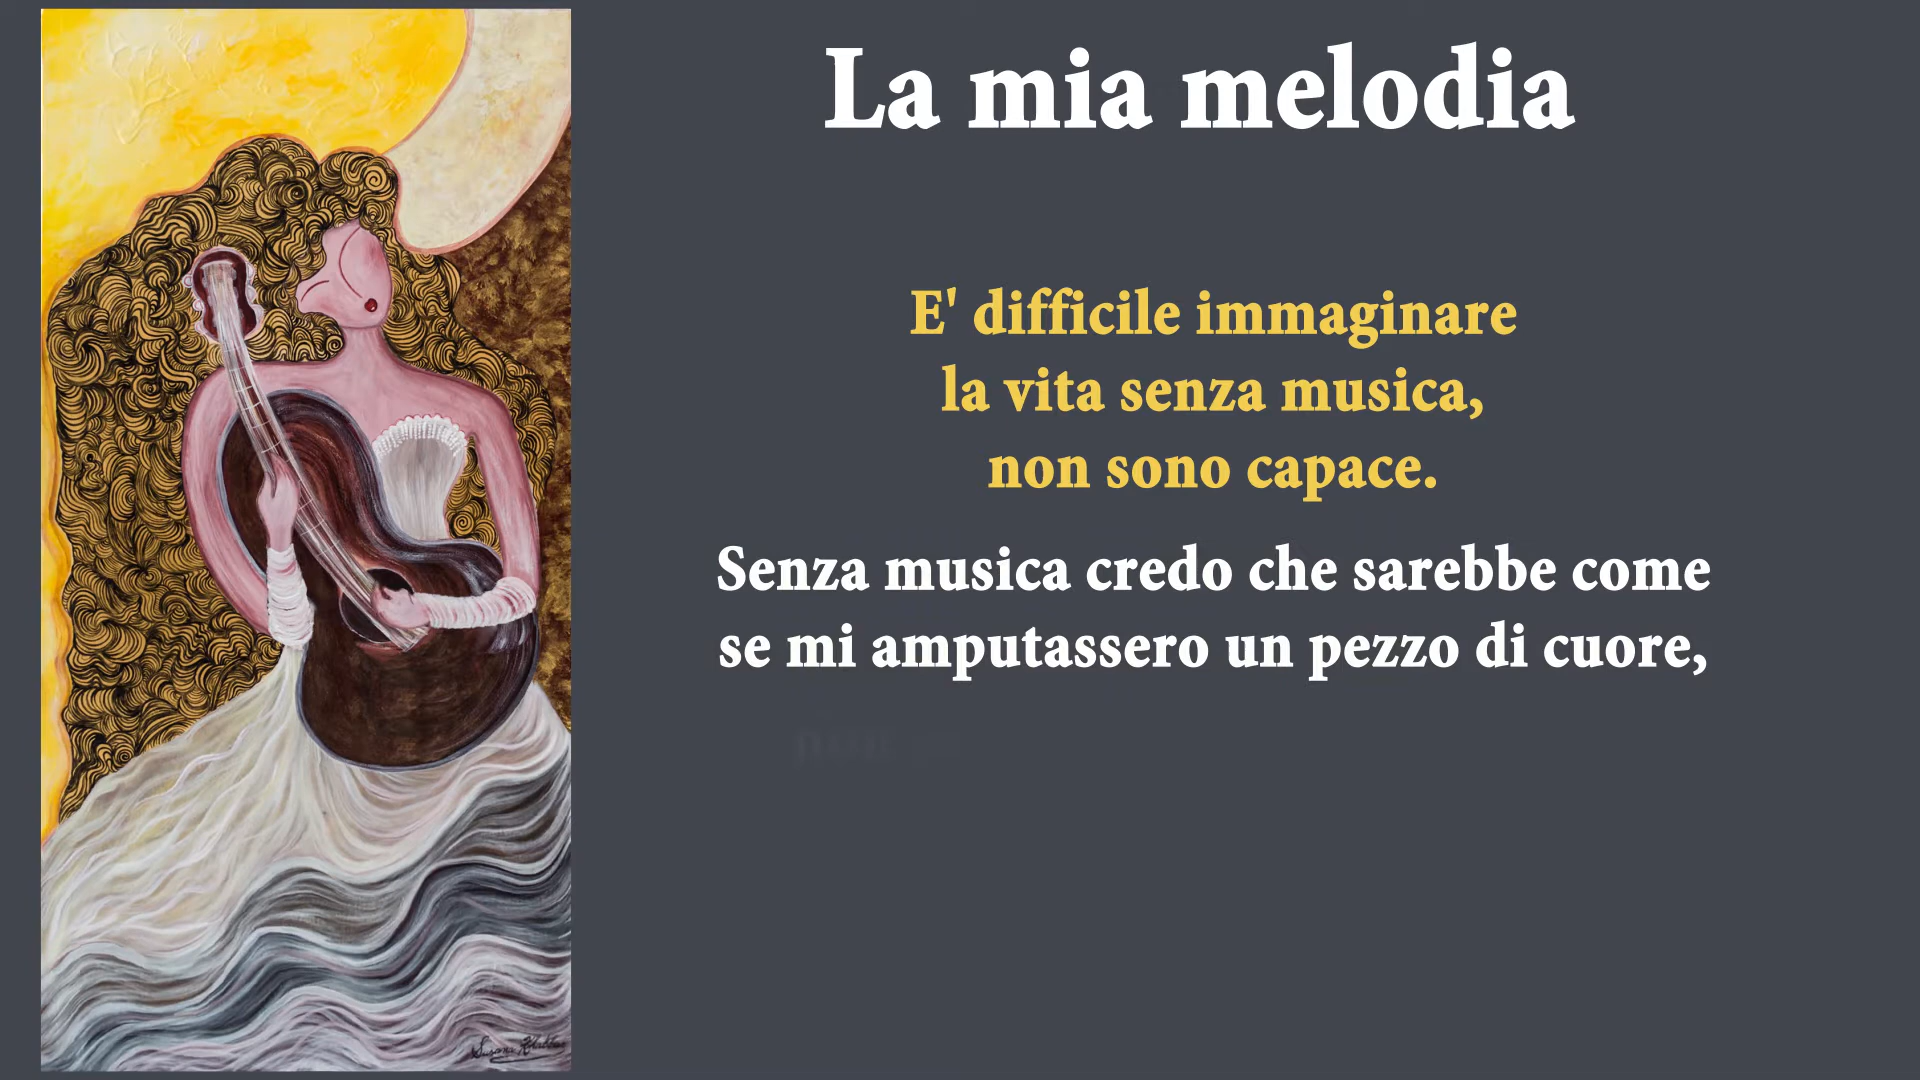 La mia melodia
E' difficile immaginare
la vita senza musica,
non sono capace.
Senza musica credo che sarebbe come
se mi amputassero un pezzo di cuore,